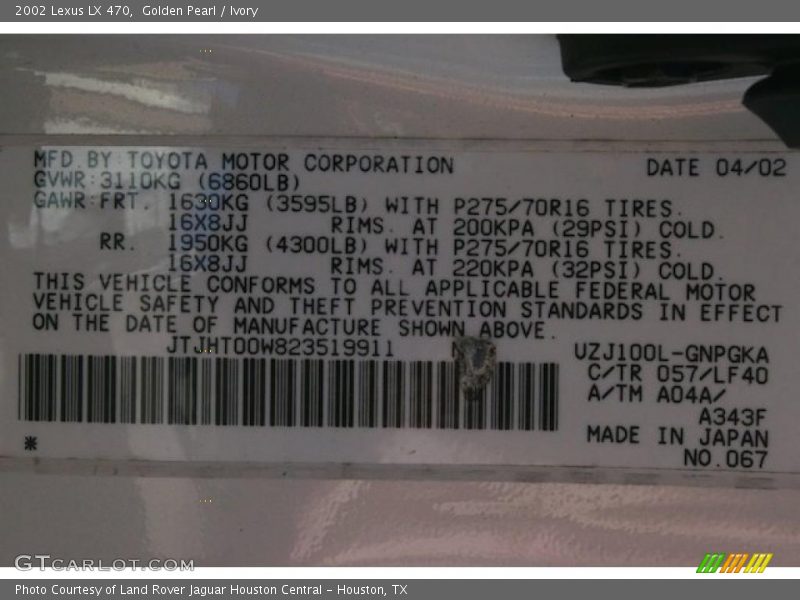 2002 Lexus LX 470, Golden Pearl / Ivory
MFD. BY TOYOTA MOTOR CORPORATION DATE 04/02
GVWR:3110KG (6860LB)
GAWR:FRT. 1630KG (3595LB) WITH P275/70R16 TIRES.
16X8JJ RIMS. AT 200KPA (29PSI) COLD.
RR. 1950KG (4300LB) WITH P275/70R16 TIRES.
16X8JJ RIMS. AT 220KPA (32PSI) COLD.
THIS VEHICLE CONFORMS TO ALL APPLICABLE FEDERAL MOTOR
VEHICLE SAFETY AND THEFT PREVENTION STANDARDS IN EFFECT
ON THE DATE OF MANUFACTURE SHOWN ABOVE.
JTJHT00W823519911
UZJ100L-GNPGKA
C/TR 057/LF40
A/TM A04A/
A343F
MADE IN JAPAN
*
NO.067
GTCARLOT.COM
Photo Courtesy of Land Rover Jaguar Houston Central - Houston, TX